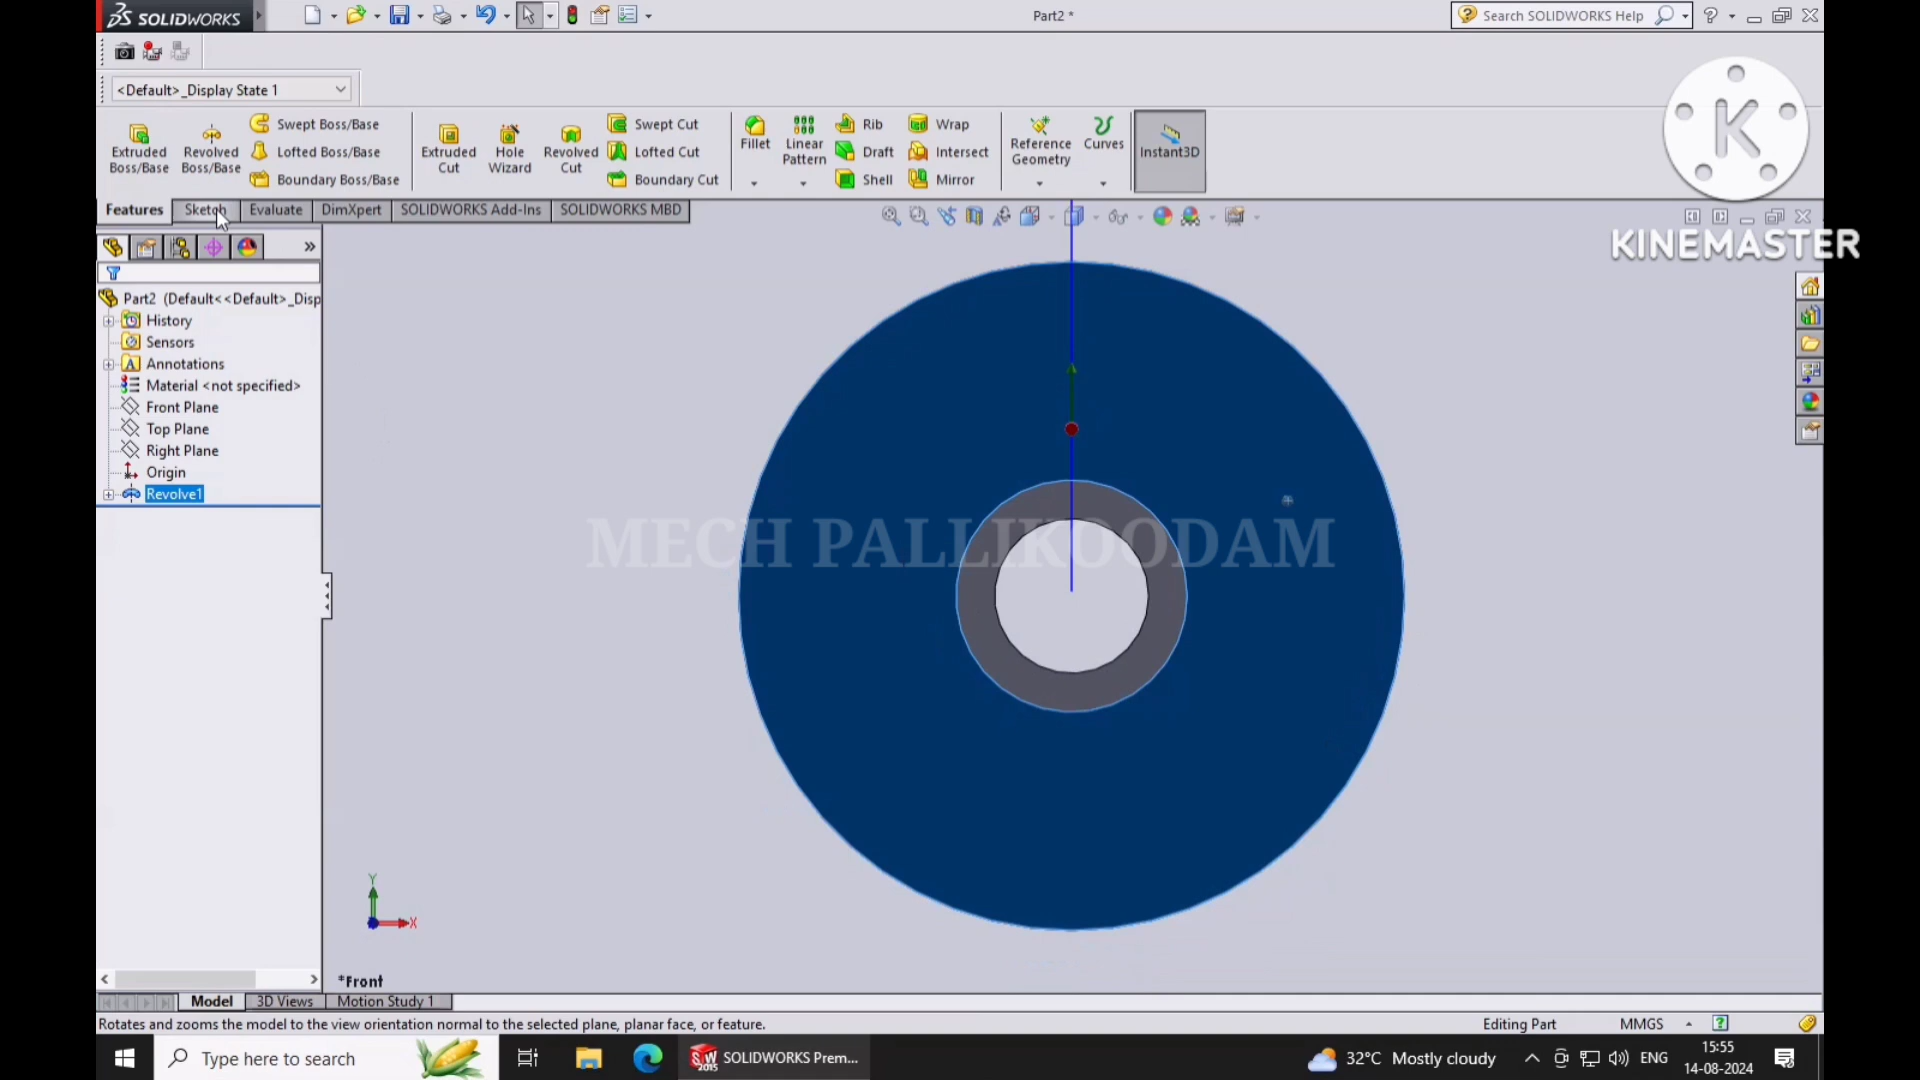 SOLIDWORKS
Part2 *
Search SOLIDWORKS Help
<Default>_Display State 1
Extruded Boss/Base
Revolved Boss/Base
Swept Boss/Base
Lofted Boss/Base
Boundary Boss/Base
Extruded Cut
Hole Wizard
Revolved Cut
Swept Cut
Lofted Cut
Boundary Cut
Fillet
Linear Pattern
Rib
Draft
Shell
Wrap
Intersect
Mirror
Reference Geometry
Curves
Instant3D
K
KINEMASTER
Features Sketch Evaluate DimXpert SOLIDWORKS Add-Ins SOLIDWORKS MBD
Part2 (Default<<Default>_Disp
History
Sensors
Annotations
Material <not specified>
Front Plane
Top Plane
Right Plane
Origin
Revolve1
MECH PALLIKOODAM
Y
X
*Front
Model 3D Views Motion Study 1
Rotates and zooms the model to the view orientation normal to the selected plane, planar face, or feature.
Editing Part MMGS
Type here to search
SW 2015 SOLIDWORKS Prem...
32°C Mostly cloudy
ENG
15:55
14-08-2024